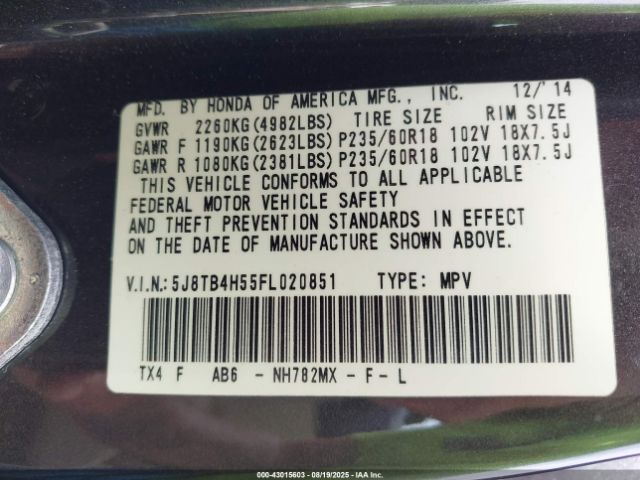 MFD. BY HONDA OF AMERICA MFG., INC. 12/'14
GVWR 2260KG(4982LBS) TIRE SIZE RIM SIZE
GAWR F 1190KG(2623LBS) P235/60R18 102V 18X7.5J
GAWR R 1080KG(2381LBS) P235/60R18 102V 18X7.5J
THIS VEHICLE CONFORMS TO ALL APPLICABLE
FEDERAL MOTOR VEHICLE SAFETY
AND THEFT PREVENTION STANDARDS IN EFFECT
ON THE DATE OF MANUFACTURE SHOWN ABOVE.
V.I.N.: 5J8TB4H55FL020851 TYPE: MPV
TX4 F AB6 - NH782MX - F - L
000-43015603 - 08/19/2025 - IAA Inc.